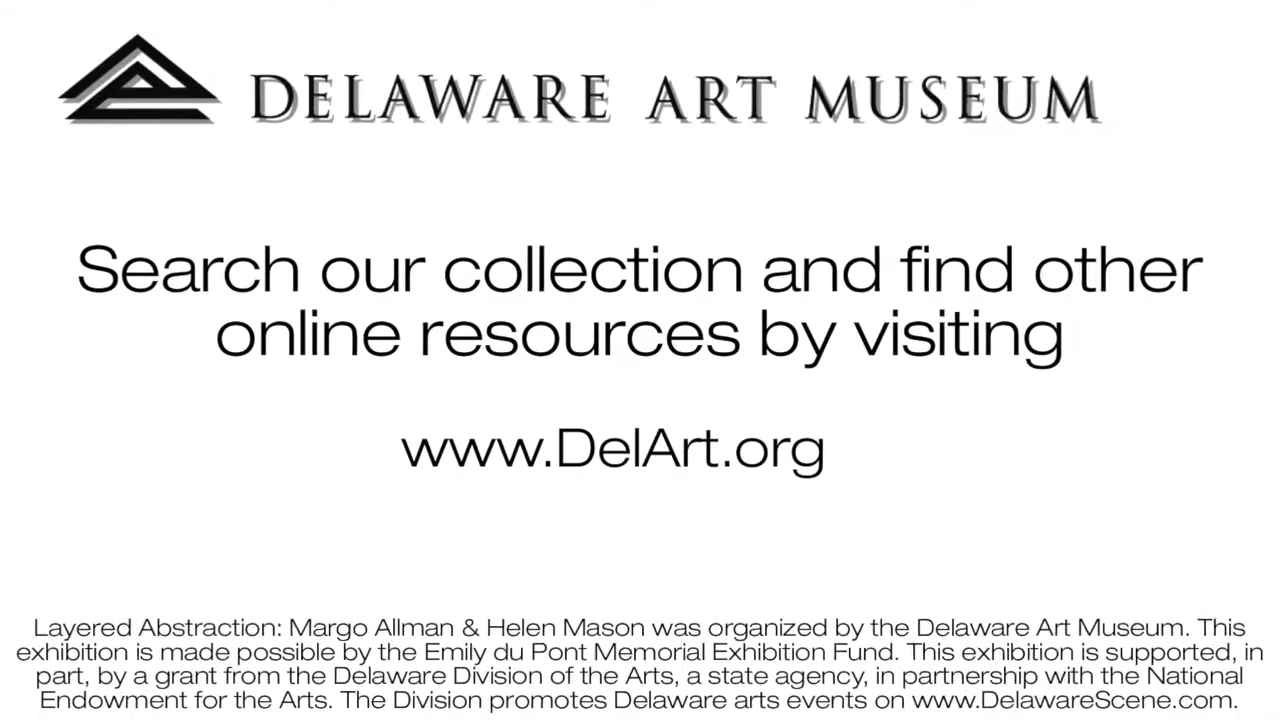 DELAWARE ART MUSEUM
Search our collection and find other
online resources by visiting
www.DelArt.org
Layered Abstraction: Margo Allman & Helen Mason was organized by the Delaware Art Museum. This
exhibition is made possible by the Emily du Pont Memorial Exhibition Fund. This exhibition is supported, in
part, by a grant from the Delaware Division of the Arts, a state agency, in partnership with the National
Endowment for the Arts. The Division promotes Delaware arts events on www.DelawareScene.com.